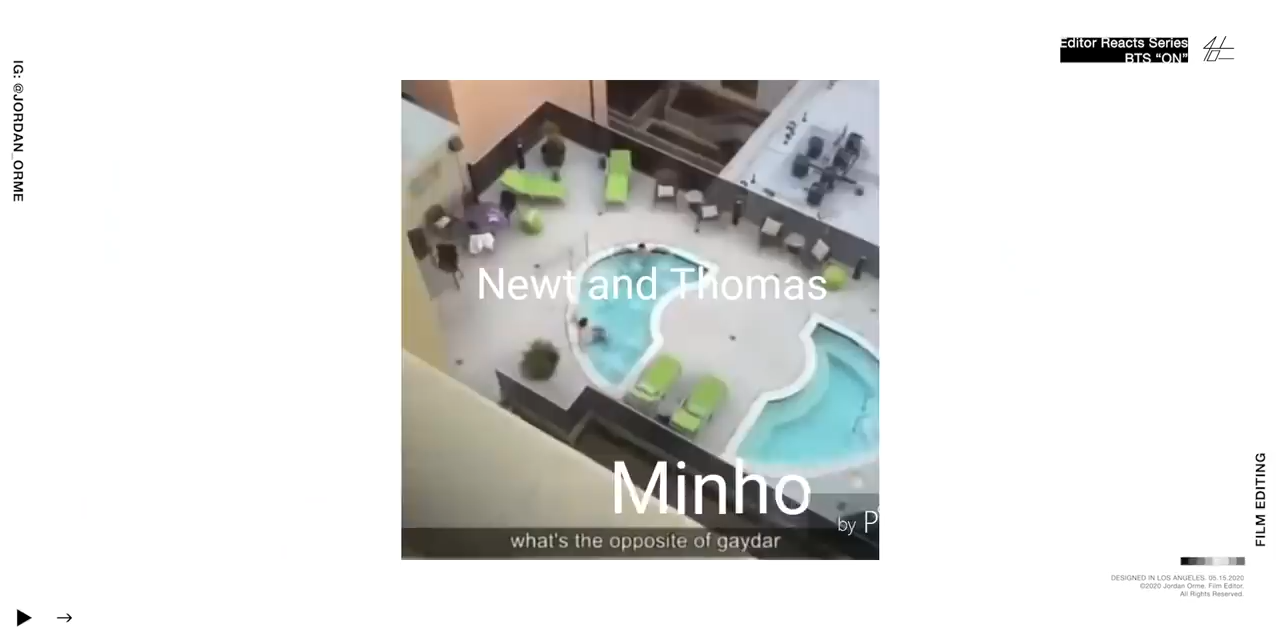 Editor Reacts Series
BTS “ON”
IG: @JORDAN_ORME
Newt and Thomas
Minho
by P
what's the opposite of gaydar
FILM EDITING
DESIGNED IN LOS ANGELES. 05.15.2020
©2020 Jordan Orme. Film Editor.
All Rights Reserved.